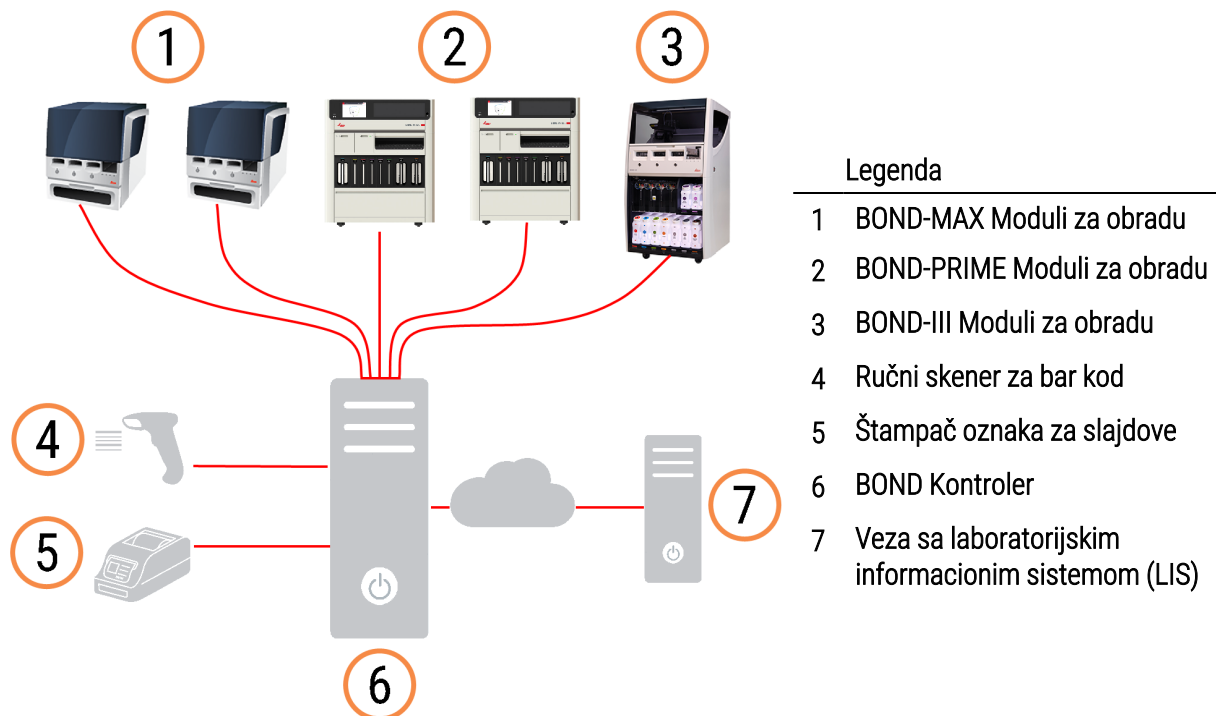 1
2
3
Legenda
1 BOND-MAX Moduli za obradu
2 BOND-PRIME Moduli za obradu
3 BOND-III Moduli za obradu
4 Ručni skener za bar kod
5 Štampač oznaka za slajdove
6 BOND Kontroler
7 Veza sa laboratorijskim
informacionim sistemom (LIS)
4
5
7
6